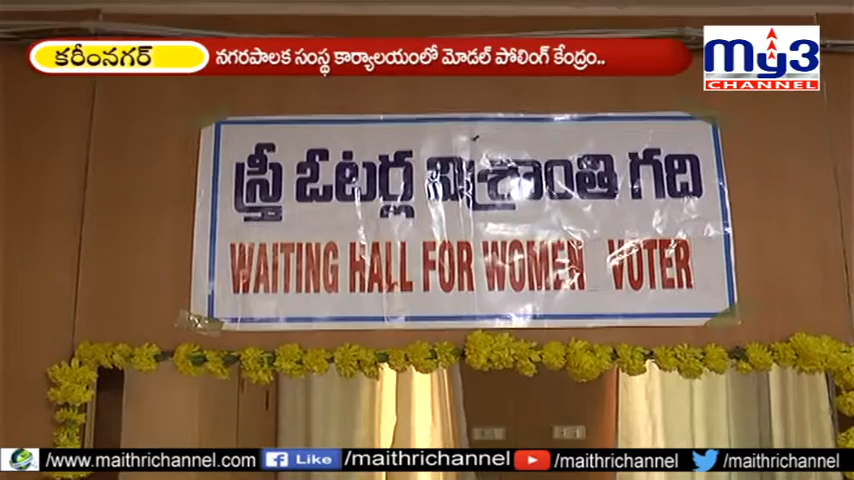 కరీంనగర్ నగరపాలక సంస్థ కార్యాలయంలో మోడల్ పోలింగ్ కేంద్రం..
my3
CHANNEL
స్త్రీ ఓటర్ల విశ్రాంతి గది
WAITING HALL FOR WOMEN VOTER
/www.maithrichannel.com Like /maithrichannel.com /maithrichannel /maithrichannel